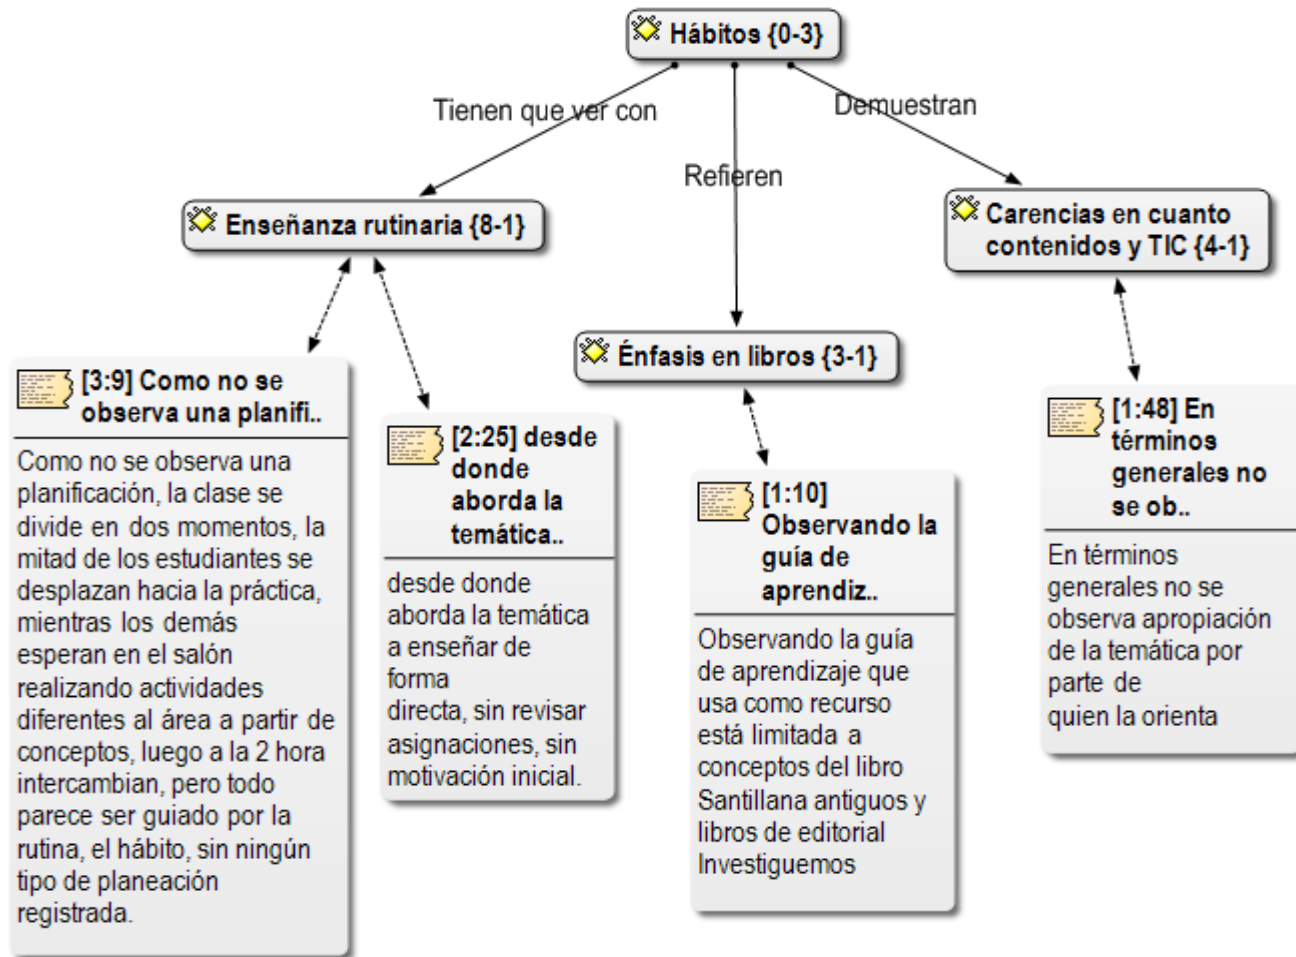 Hábitos {0-3}
Tienen que ver con
Demuestran
Refieren
Enseñanza rutinaria {8-1}
Carencias en cuanto
contenidos y TIC {4-1}
Énfasis en libros {3-1}
[3:9] Como no se
observa una planifi..
Como no se observa una
planificación, la clase se
divide en dos momentos, la
mitad de los estudiantes se
desplazan hacia la práctica,
mientras los demás
esperan en el salón
realizando actividades
diferentes al área a partir de
conceptos, luego a la 2 hora
intercambian, pero todo
parece ser guiado por la
rutina, el hábito, sin ningún
tipo de planeación
registrada.
[2:25] desde
donde
aborda la
temática..
desde donde
aborda la temática
a enseñar de
forma
directa, sin revisar
asignaciones, sin
motivación inicial.
[1:10]
Observando la
guía de
aprendiz..
Observando la guía
de aprendizaje que
usa como recurso
está limitada a
conceptos del libro
Santillana antiguos y
libros de editorial
Investiguemos
[1:48] En
términos
generales no
se ob..
En términos
generales no se
observa apropiación
de la temática por
parte de
quien la orienta